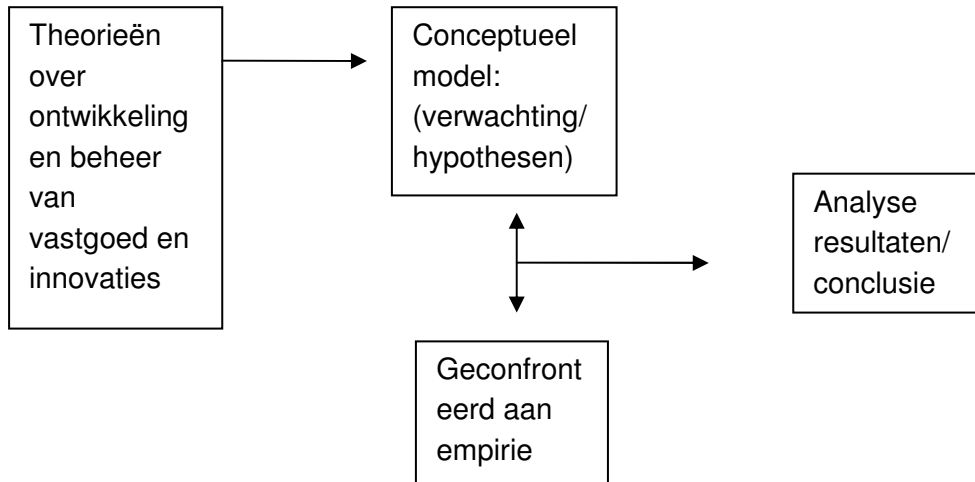 Theorieën
over
ontwikkeling
en beheer
van
vastgoed en
innovaties
Conceptueel
model:
(verwachting/
hypothesen)
Geconfront
eerd aan
empirie
Analyse
resultaten/
conclusie